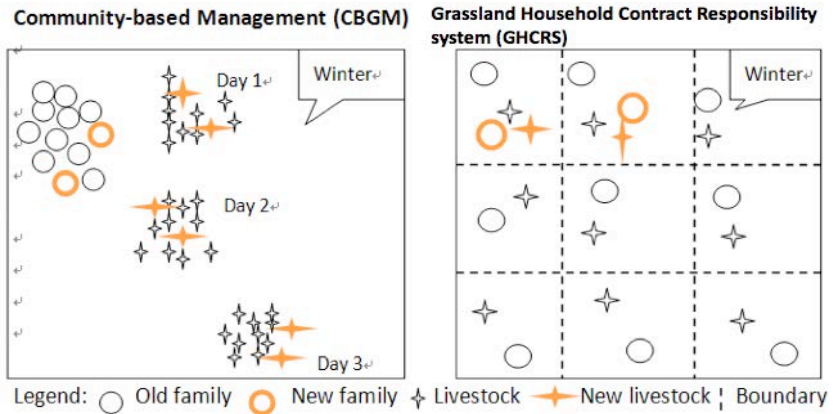 Community-based Management (CBGM)
Grassland Household Contract Responsibility
system (GHCRS)
Day 1↵
Winter↵
Day 2↵
Day 3↵
Winter↵
Legend: Old family New family Livestock New livestock Boundary